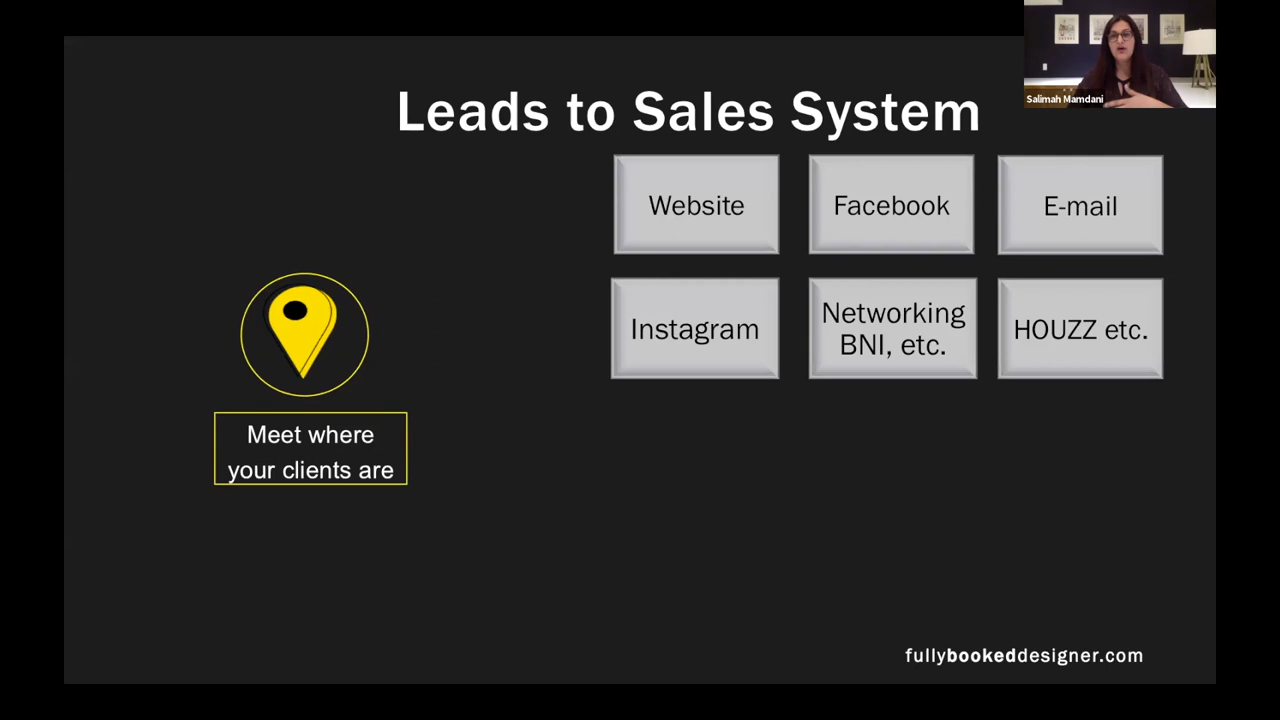 Salimah Mamdani
Leads to Sales System
Website
Facebook
E-mail
Instagram
Networking
BNI, etc.
HOUZZ etc.
Meet where
your clients are
fullybookeddesigner.com